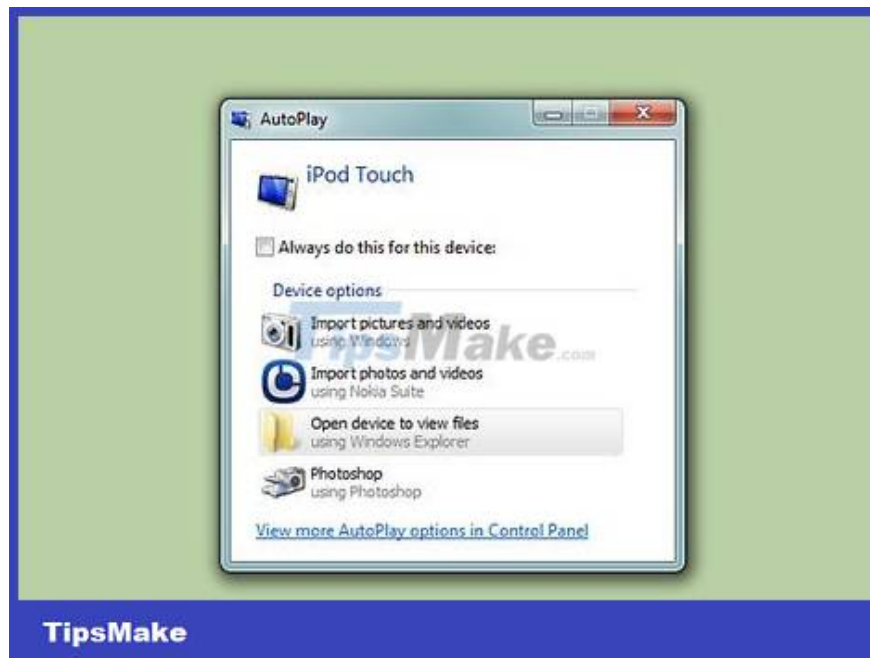 AutoPlay
iPod Touch
Always do this for this device:
Device options
Import pictures and videos
using Windows
TipsMake.com
Import photos and videos
using Nokia Suite
Open device to view files
using Windows Explorer
Photoshop
using Photoshop
View more AutoPlay options in Control Panel
TipsMake